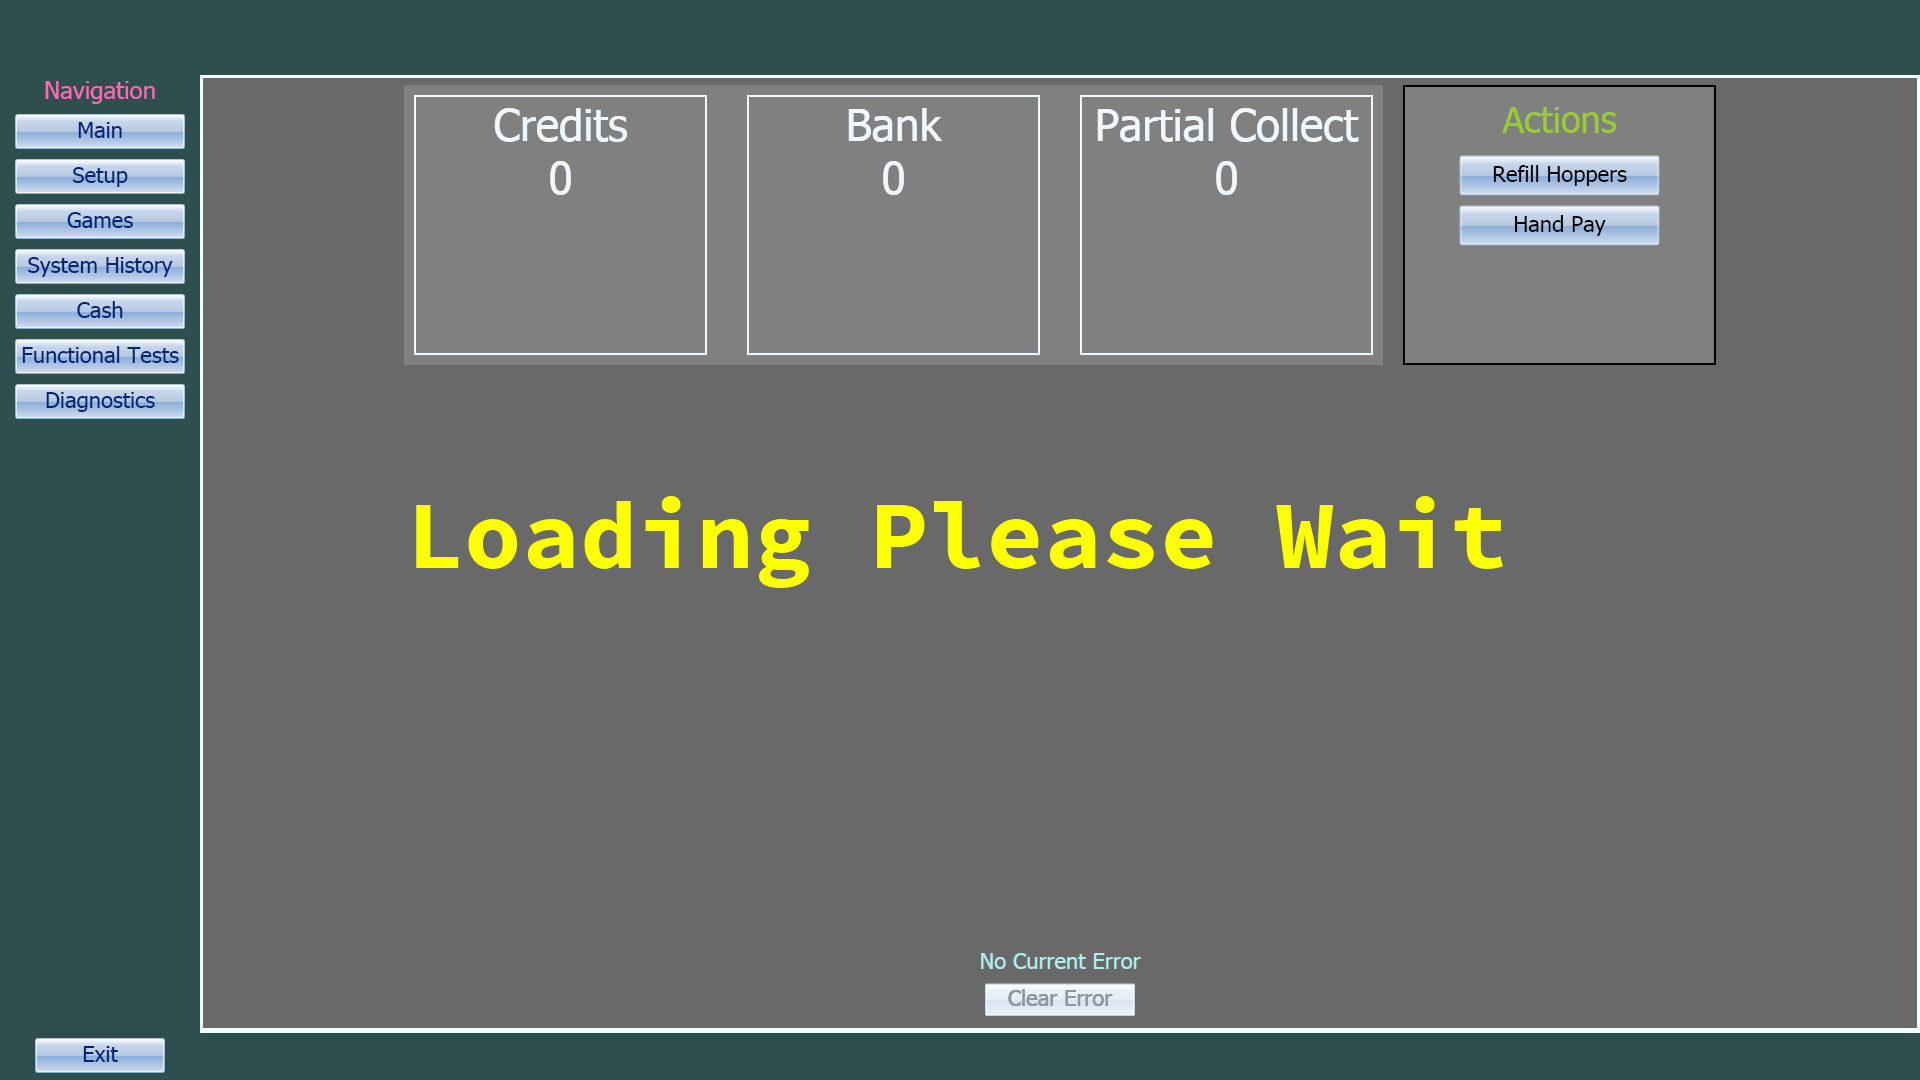 Navigation
Main
Setup
Games
System History
Cash
Functional Tests
Diagnostics
Exit
Credits
0
Bank
0
Partial Collect
0
Actions
Refill Hoppers
Hand Pay
Loading Please Wait
No Current Error
Clear Error